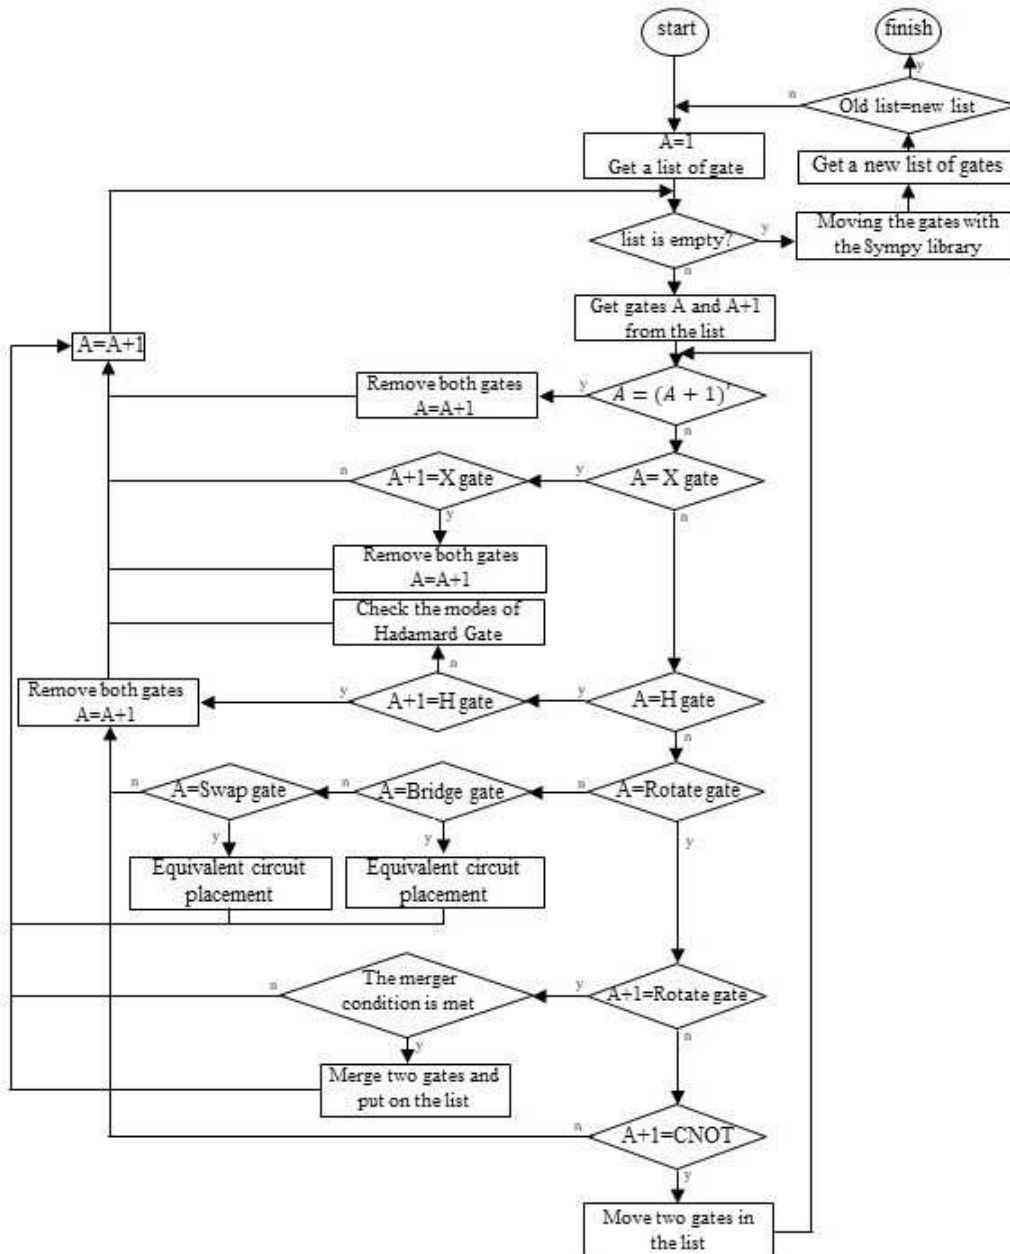 start
finish
y
n
Old list=new list
A=1
Get a list of gate
Get a new list of gates
list is empty?
y
Moving the gates with
the Sympy library
n
Get gates A and A+1
from the list
A=A+1
Remove both gates
A=A+1
y
A = (A + 1)'
n
n
A+1=X gate
y
A= X gate
y
n
Remove both gates
A=A+1
Check the modes of
Hadamard Gate
n
Remove both gates
A=A+1
y
A+1=H gate
y
A=H gate
n
n
A=Swap gate
n
A=Bridge gate
n
A=Rotate gate
y
y
y
Equivalent circuit
placement
Equivalent circuit
placement
n
The merger
condition is met
y
A+1=Rotate gate
y
n
Merge two gates and
put on the list
n
A+1=CNOT
y
Move two gates in
the list